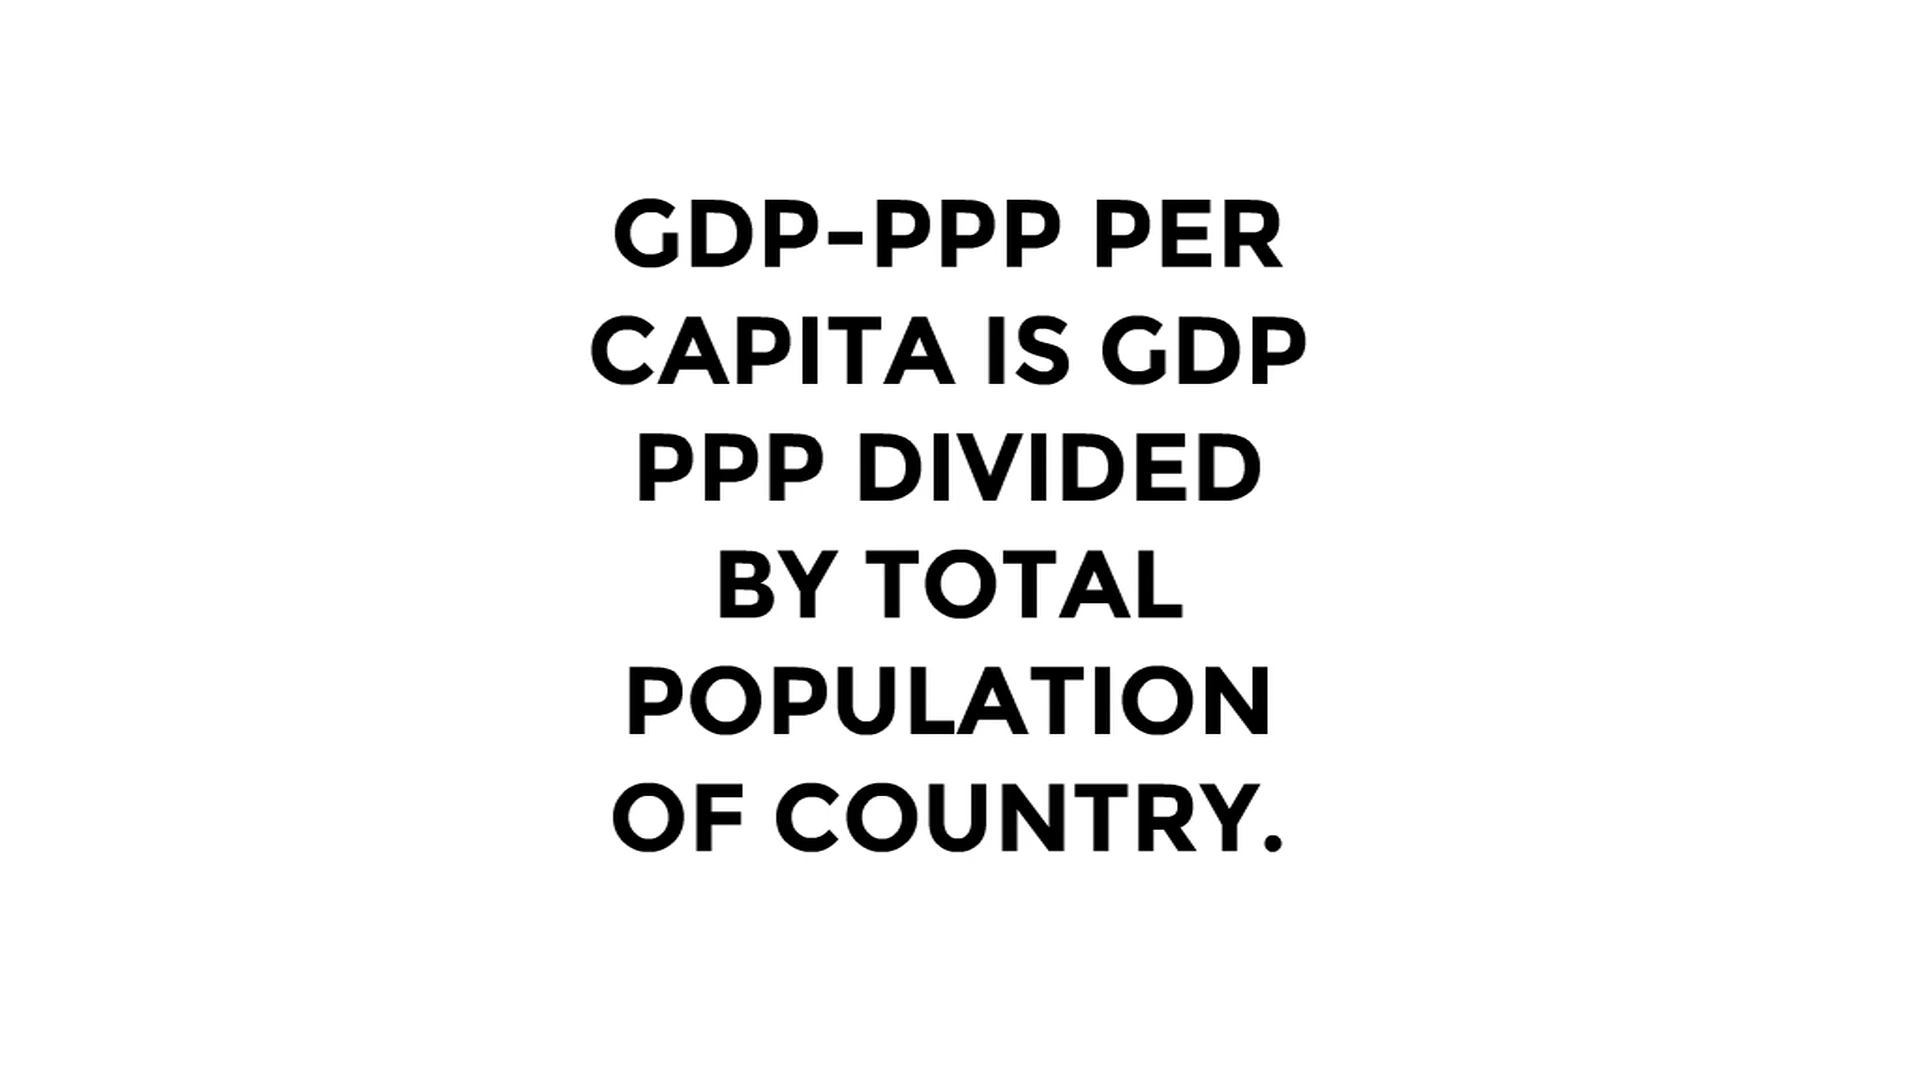 GDP-PPP PER
CAPITA IS GDP
PPP DIVIDED
BY TOTAL
POPULATION
OF COUNTRY.